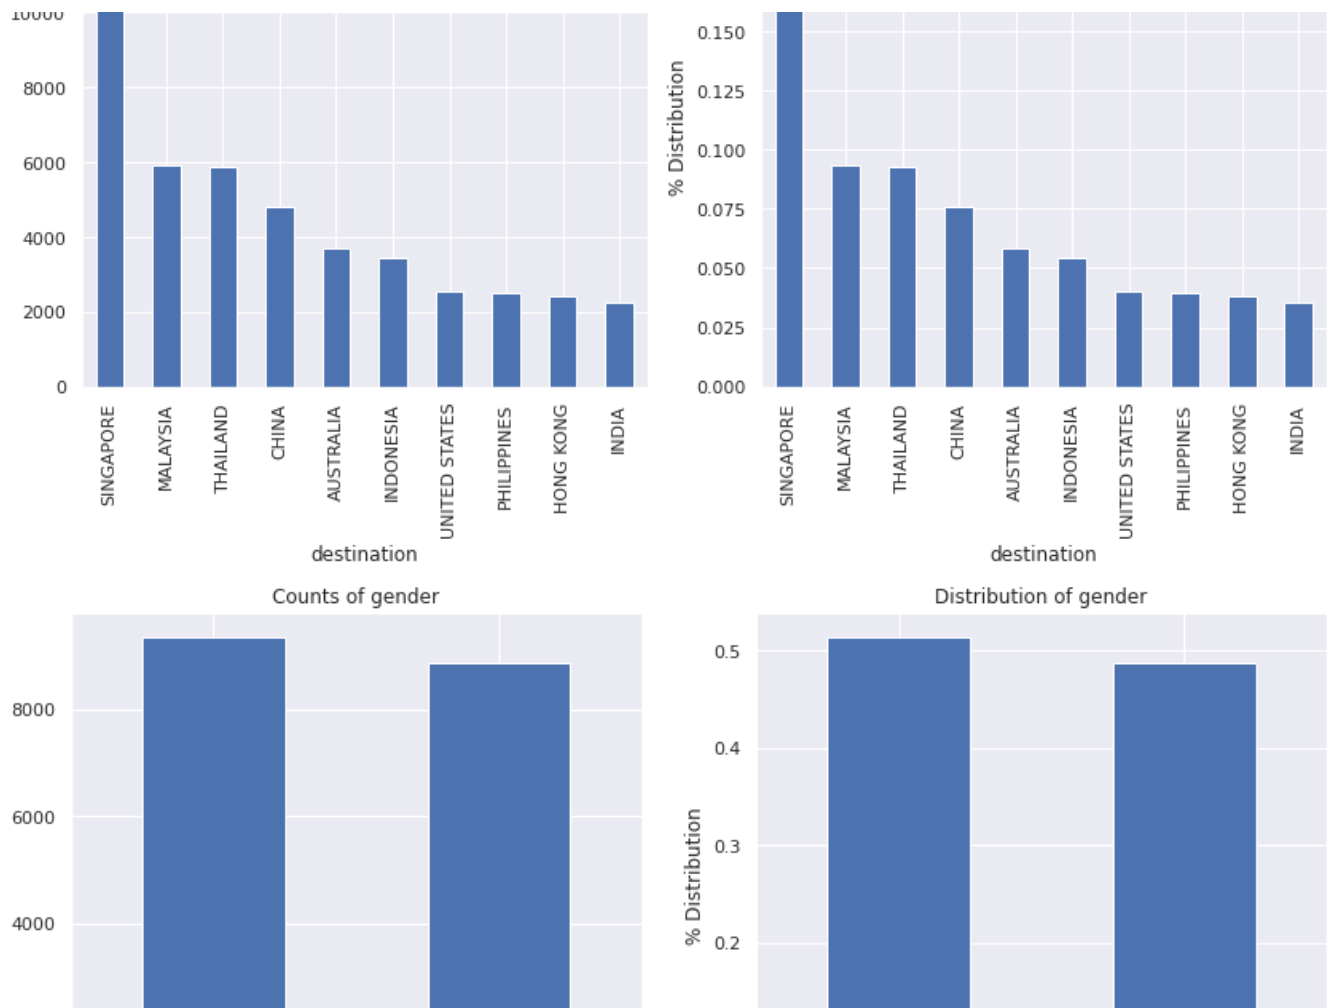 10000
8000
6000
4000
2000
0
SINGAPORE
MALAYSIA
THAILAND
CHINA
AUSTRALIA
INDONESIA
UNITED STATES
PHILIPPINES
HONG KONG
INDIA
destination
% Distribution
0.150
0.125
0.100
0.075
0.050
0.025
0.000
SINGAPORE
MALAYSIA
THAILAND
CHINA
AUSTRALIA
INDONESIA
UNITED STATES
PHILIPPINES
HONG KONG
INDIA
destination
Counts of gender
8000
6000
4000
Distribution of gender
% Distribution
0.5
0.4
0.3
0.2